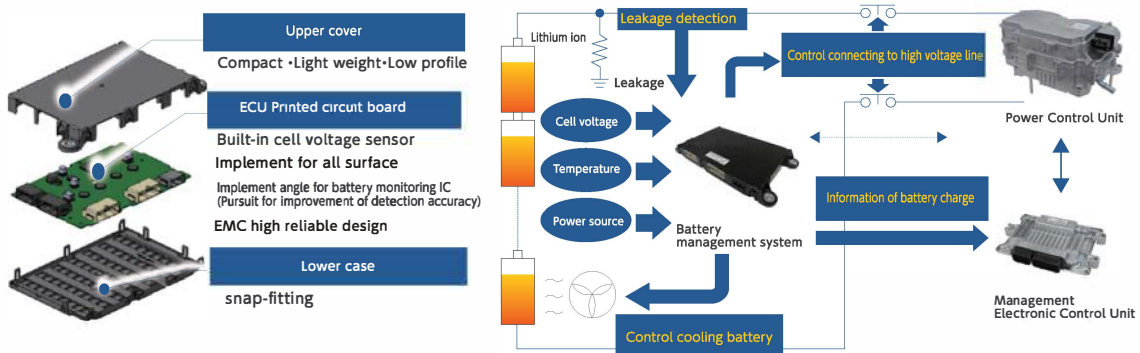 Upper cover
Compact •Light weight•Low profile
ECU Printed circuit board
Built-in cell voltage sensor
Implement for all surface
Implement angle for battery monitoring IC
(Pursuit for improvement of detection accuracy)
EMC high reliable design
Lower case
snap-fitting
Leakage detection
Lithium ion
Leakage
Control connecting to high voltage line
Cell voltage
Temperature
Power source
Battery
management system
Power Control Unit
Information of battery charge
Control cooling battery
Management
Electronic Control Unit